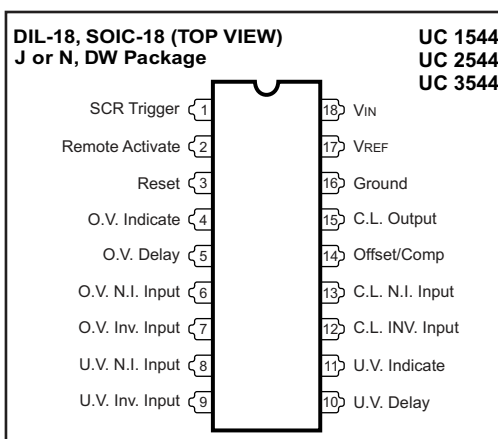 DIL-18, SOIC-18 (TOP VIEW)
J or N, DW Package
UC 1544
UC 2544
UC 3544
SCR Trigger 1
Remote Activate 2
Reset 3
O.V. Indicate 4
O.V. Delay 5
O.V. N.I. Input 6
O.V. Inv. Input 7
U.V. N.I. Input 8
U.V. Inv. Input 9
18 VIN
17 VREF
16 Ground
15 C.L. Output
14 Offset/Comp
13 C.L. N.I. Input
12 C.L. INV. Input
11 U.V. Indicate
10 U.V. Delay